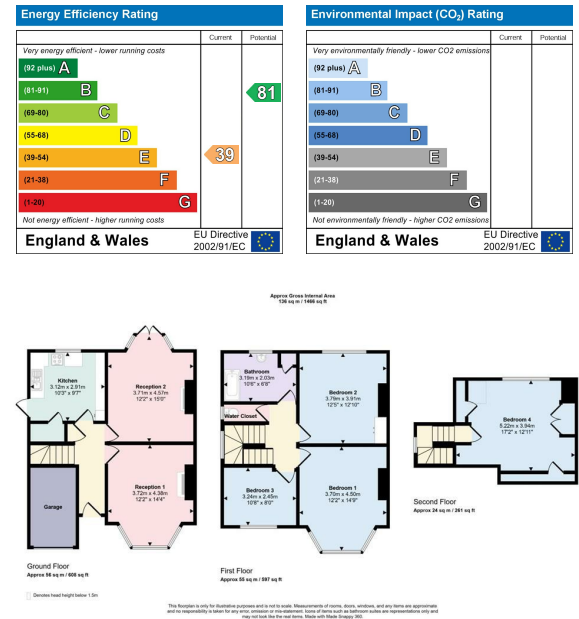 Energy Efficiency Rating
Current Potential
Very energy efficient - lower running costs
(92 plus) A
(81-91) B
81
(69-80) C
(55-68) D
(39-54) E
39
(21-38) F
(1-20) G
Not energy efficient - higher running costs
England & Wales
EU Directive
2002/91/EC
Environmental Impact (CO2) Rating
Current Potential
Very environmentally friendly - lower CO2 emissions
(92 plus) A
(81-91) B
(69-80) C
(55-68) D
(39-54) E
(21-38) F
(1-20) G
Not environmentally friendly - higher CO2 emissions
England & Wales
EU Directive
2002/91/EC
Approx Gross Internal Area
136 sq m / 1466 sq ft
Kitchen
3.12m x 2.91m
10'3" x 9'7"
Reception 2
3.71m x 4.57m
12'2" x 15'0"
Reception 1
3.72m x 4.38m
12'2" x 14'4"
Garage
Ground Floor
Approx 56 sq m / 606 sq ft
Denotes head height below 1.5m
Bathroom
3.19m x 2.03m
10'6" x 6'8"
Bedroom 2
3.79m x 3.91m
12'5" x 12'10"
Water Closet
Bedroom 3
3.24m x 2.45m
10'8" x 8'0"
Bedroom 1
3.70m x 4.50m
12'2" x 14'9"
First Floor
Approx 55 sq m / 597 sq ft
Bedroom 4
5.22m x 3.94m
17'2" x 12'11"
Second Floor
Approx 24 sq m / 261 sq ft
This floorplan is only for illustrative purposes and is not to scale. Measurements of rooms, doors, windows, and any items are approximate
and no responsibility is taken for any error, omission or mis-statement. Icons of items such as bathroom suites are representations only and
may not look like the real items. Made with Made Snappy 360.